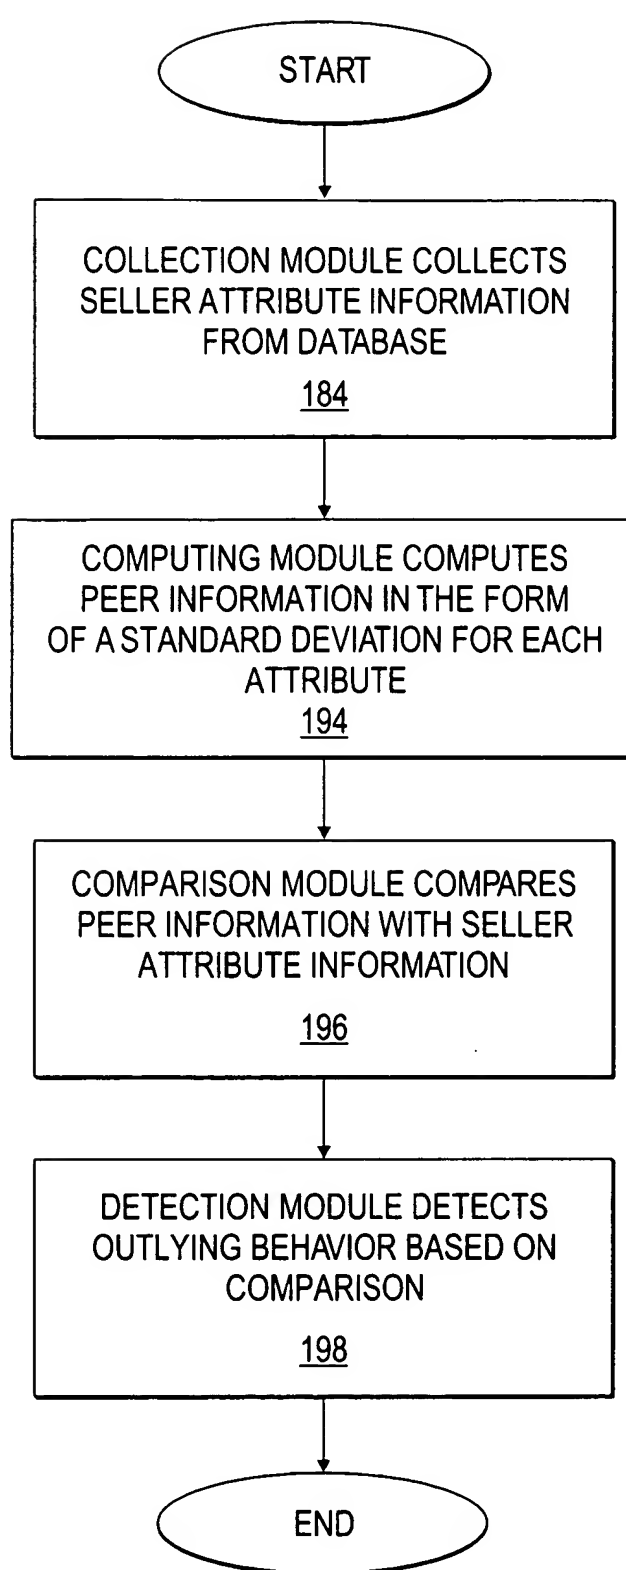 START
COLLECTION MODULE COLLECTS
SELLER ATTRIBUTE INFORMATION
FROM DATABASE
184
COMPUTING MODULE COMPUTES
PEER INFORMATION IN THE FORM
OF A STANDARD DEVIATION FOR EACH
ATTRIBUTE
194
COMPARISON MODULE COMPARES
PEER INFORMATION WITH SELLER
ATTRIBUTE INFORMATION
196
DETECTION MODULE DETECTS
OUTLYING BEHAVIOR BASED ON
COMPARISON
198
END